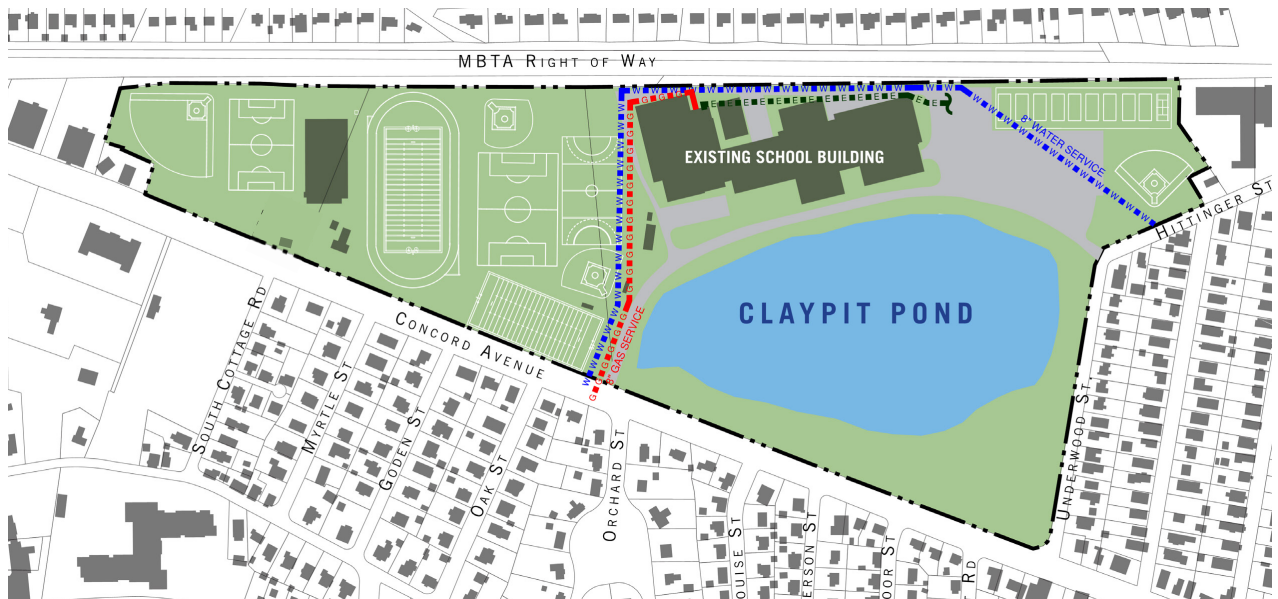 MBTA RIGHT OF WAY
EXISTING SCHOOL BUILDING
8" WATER SERVICE
HITTINGER ST
CLAYPIT POND
8" GAS SERVICE
CONCORD AVENUE
SOUTH COTTAGE RD
MYRTLE ST
GODEN ST
OAK ST
ORCHARD ST
UNDERWOOD ST.
OUISE ST
ERSON ST
OOR ST
RD